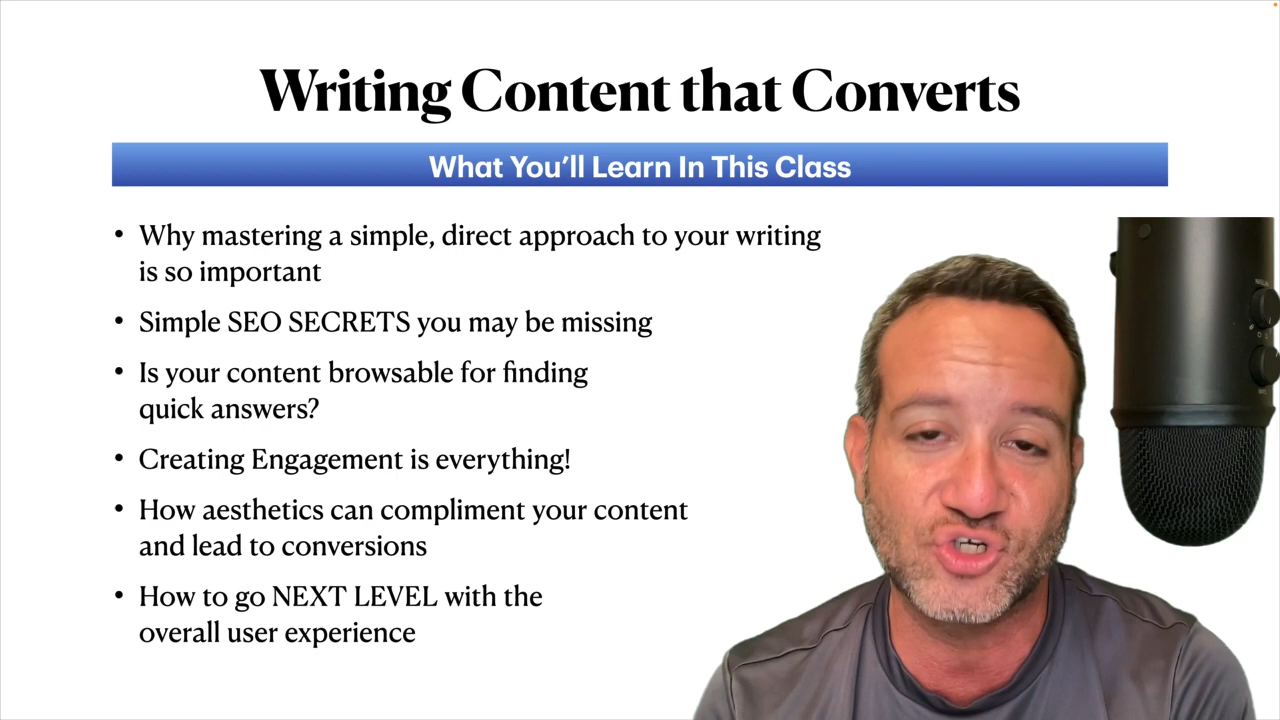 Writing Content that Converts
What You'll Learn In This Class
• Why mastering a simple, direct approach to your writing
is so important
• Simple SEO SECRETS you may be missing
• Is your content browsable for finding
quick answers?
• Creating Engagement is everything!
• How aesthetics can compliment your content
and lead to conversions
• How to go NEXT LEVEL with the
overall user experience